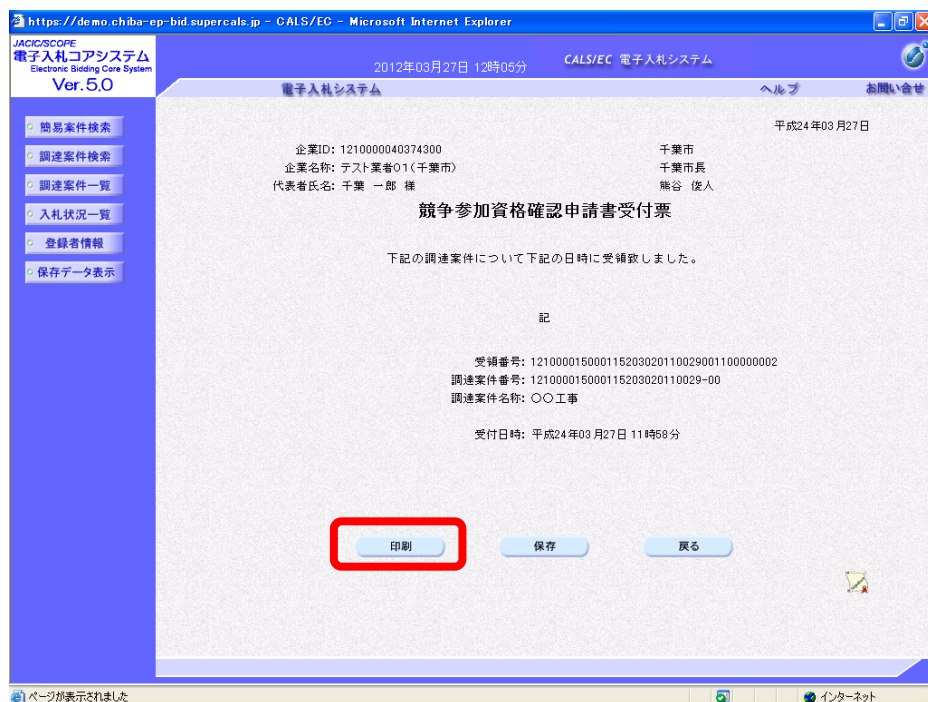 https://demo.chiba-ep-bid.supercals.jp - CALS/EC - Microsoft Internet Explorer
JACIC/SCOPE
電子入札コアシステム
Electronic Bidding Core System
Ver.5.0
2012年03月27日 12時05分
CALS/EC 電子入札システム
電子入札システム
ヘルプ
お問い合せ
簡易案件検索
調達案件検索
調達案件一覧
入札状況一覧
登録者情報
保存データ表示
平成24年03月27日
企業ID: 1210000040374300
千葉市
企業名称: テスト業者01(千葉市)
千葉市長
代表者氏名: 千葉 一郎 様
熊谷 俊人
競争参加資格確認申請書受付票
下記の調達案件について下記の日時に受領致しました。
記
受領番号: 121000015000115203020110029001100000002
調達案件番号: 121000015000115203020110029-00
調達案件名称: ○○工事
受付日時: 平成24年03月27日 11時58分
印刷
保存
戻る
ページが表示されました
インターネット